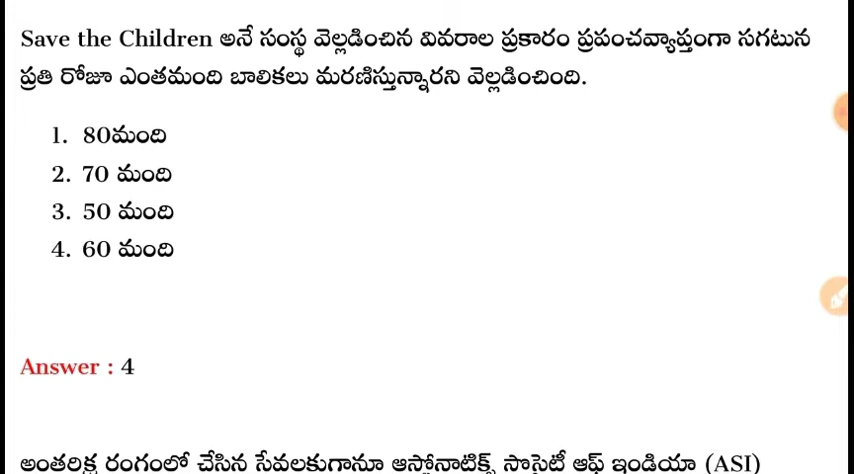 Save the Children అనే సంస్థ వెల్లడించిన వివరాల ప్రకారం ప్రపంచవ్యాప్తంగా సగటున
ప్రతి రోజూ ఎంతమంది బాలికలు మరణిస్తున్నారని వెల్లడించింది.
1. 80మంది
2. 70 మంది
3. 50 మంది
4. 60 మంది
Answer : 4
అంతరిక్ష రంగంలో చేసిన సేవలకుగానూ ఆస్ట్రోనాటిక్స్ సొసైటీ ఆఫ్ ఇండియా (ASI)